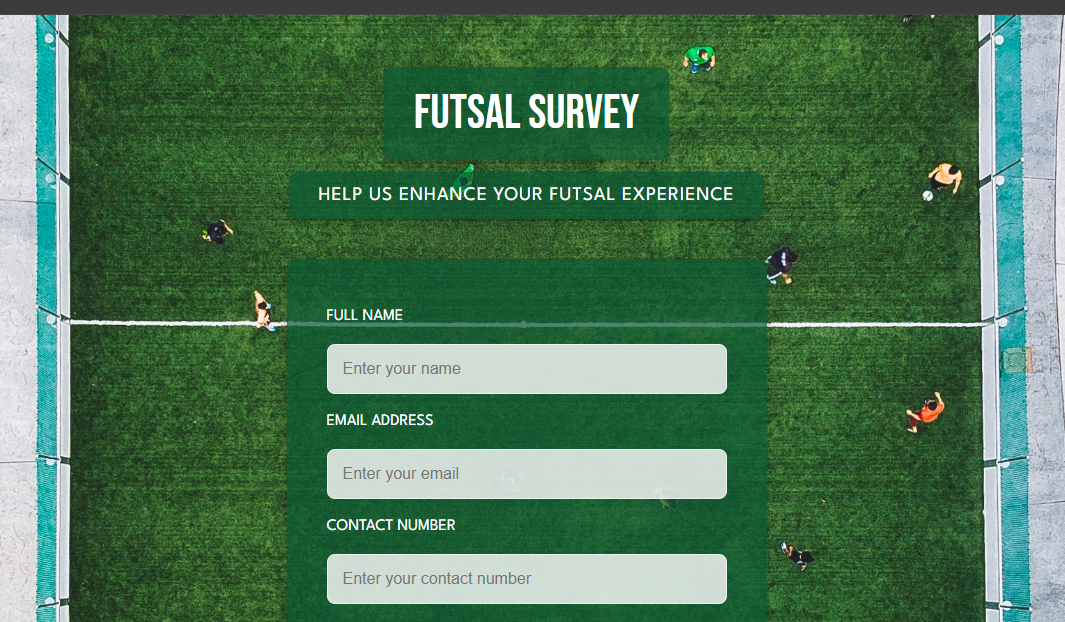 FUTSAL SURVEY
HELP US ENHANCE YOUR FUTSAL EXPERIENCE
FULL NAME
Enter your name
EMAIL ADDRESS
Enter your email
CONTACT NUMBER
Enter your contact number